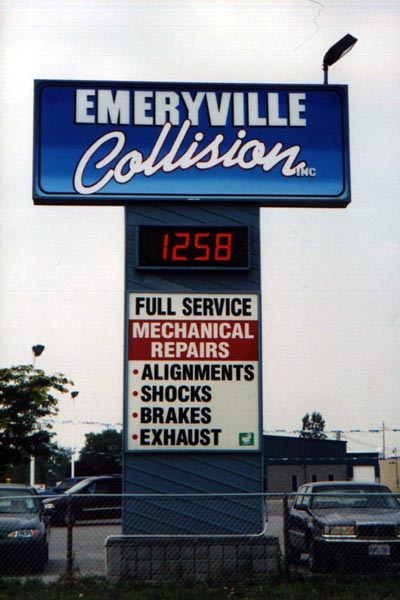 EMERYVILLE
Collision INC
1258
FULL SERVICE
MECHANICAL
REPAIRS
• ALIGNMENTS
• SHOCKS
• BRAKES
• EXHAUST